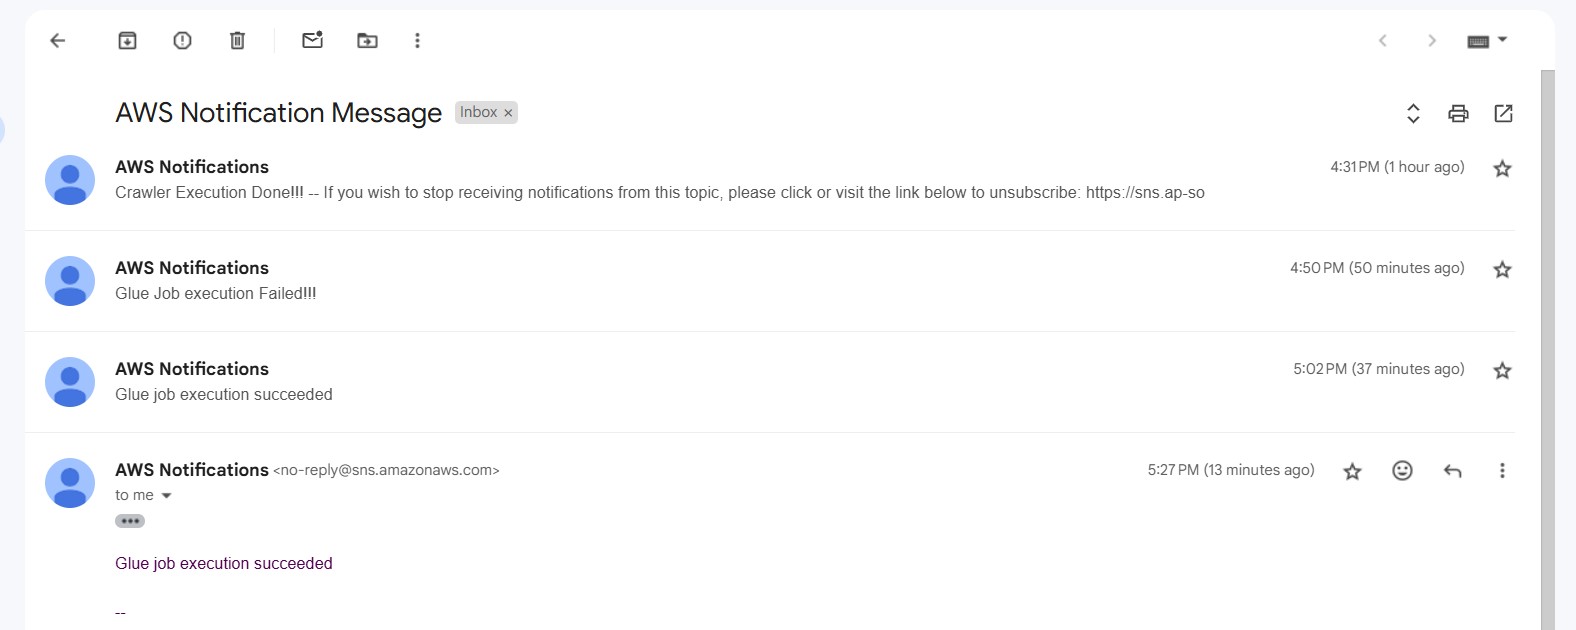 AWS Notification Message Inbox ×
AWS Notifications 4:31 PM (1 hour ago)
Crawler Execution Done!!! -- If you wish to stop receiving notifications from this topic, please click or visit the link below to unsubscribe: https://sns.ap-so
AWS Notifications 4:50 PM (50 minutes ago)
Glue Job execution Failed!!!
AWS Notifications 5:02 PM (37 minutes ago)
Glue job execution succeeded
AWS Notifications <no-reply@sns.amazonaws.com> 5:27 PM (13 minutes ago)
to me
Glue job execution succeeded
--